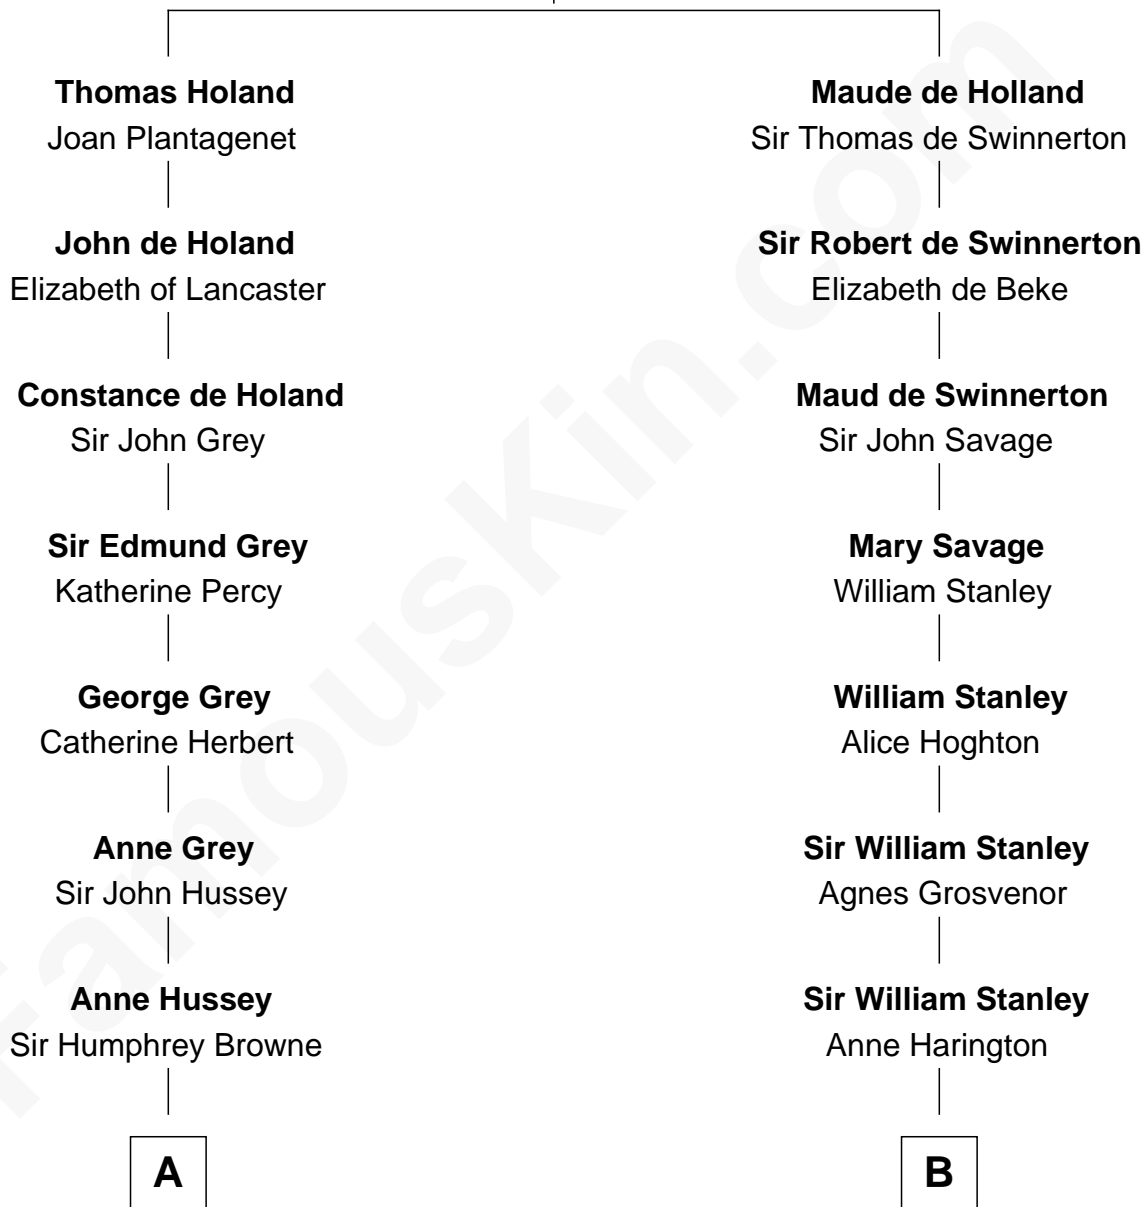 Thomas Holand
Joan Plantagenet
John de Holand
Elizabeth of Lancaster
Constance de Holand
Sir John Grey
Sir Edmund Grey
Katherine Percy
George Grey
Catherine Herbert
Anne Grey
Sir John Hussey
Anne Hussey
Sir Humphrey Browne
A
Maude de Holland
Sir Thomas de Swinnerton
Sir Robert de Swinnerton
Elizabeth de Beke
Maud de Swinnerton
Sir John Savage
Mary Savage
William Stanley
William Stanley
Alice Hoghton
Sir William Stanley
Agnes Grosvenor
Sir William Stanley
Anne Harington
B
FamousKin.com